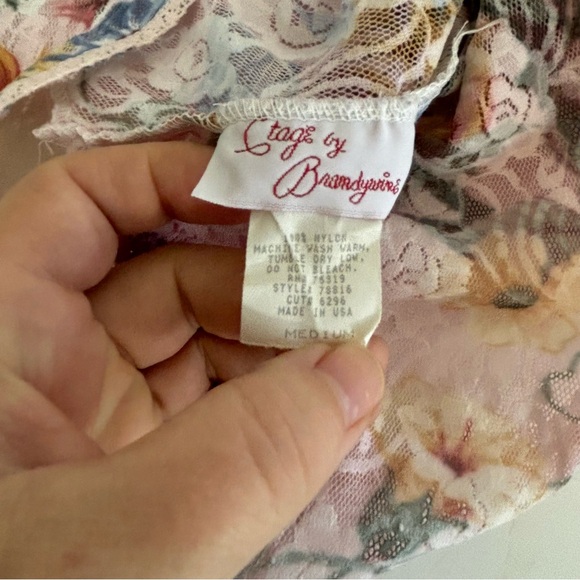 Etage by
Brandywine
100% NYLON
MACHINE WASH WARM,
TUMBLE DRY LOW,
DO NOT BLEACH.
RN# 76319
STYLE# 78816
CUT# 6296
MADE IN USA
MEDIUM